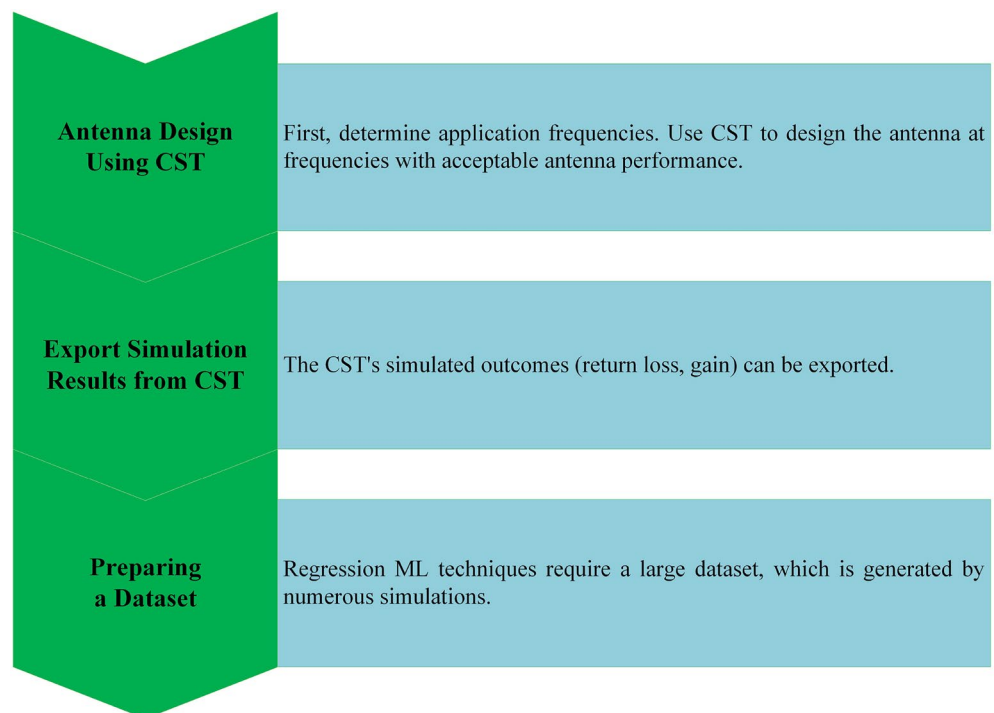 Antenna Design
Using CST
First, determine application frequencies. Use CST to design the antenna at
frequencies with acceptable antenna performance.
Export Simulation
Results from CST
The CST's simulated outcomes (return loss, gain) can be exported.
Preparing
a Dataset
Regression ML techniques require a large dataset, which is generated by
numerous simulations.